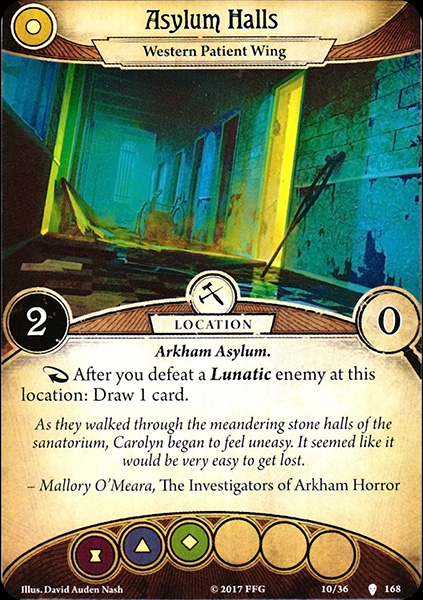 Asylum Halls
Western Patient Wing
2
LOCATION
0
Arkham Asylum.
After you defeat a Lunatic enemy at this
location: Draw 1 card.
As they walked through the meandering stone halls of the
sanatorium, Carolyn began to feel uneasy. It seemed like it
would be very easy to get lost.
– Mallory O’Meara, The Investigators of Arkham Horror
Illus. David Auden Nash © 2017 FFG 10/36 168